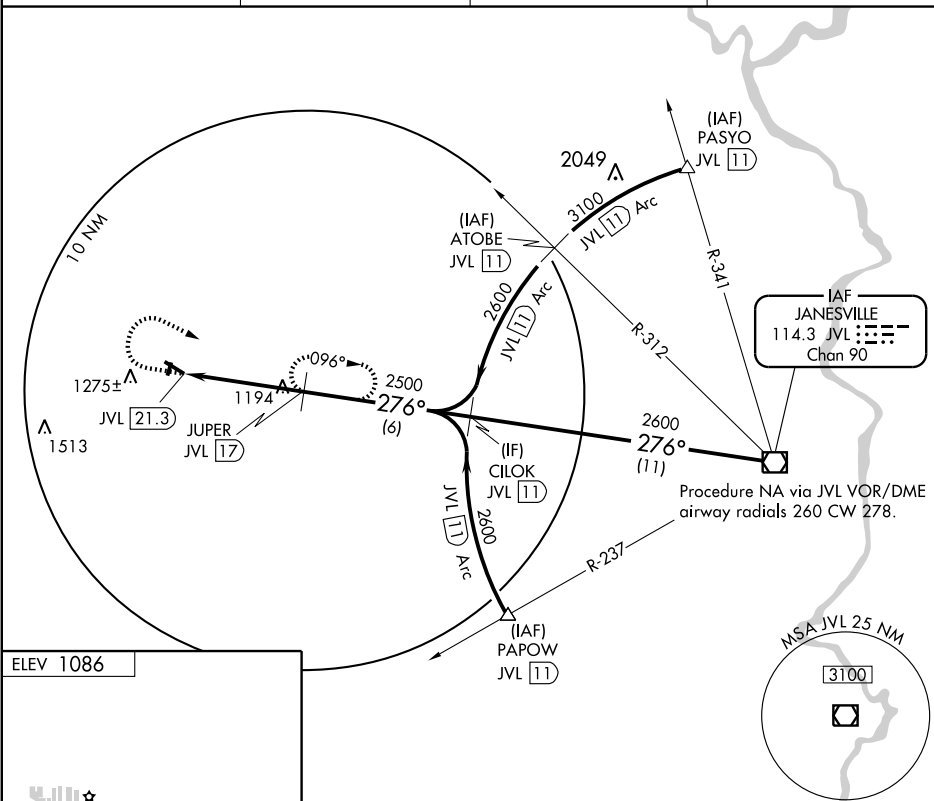 (IAF)
PASYO
JVL 11
2049
3100
JVL 11 Arc
(IAF)
ATOBE
JVL 11
10 NM
2600
JVL 11 Arc
R-341
R-312
IAF
JANESVILLE
114.3 JVL
Chan 90
096°
2500
276°
(6)
1275±
1194
JVL 21.3
JUPER
JVL 17
1513
2600
276°
(11)
(IF)
CILOK
JVL 11
Procedure NA via JVL VOR/DME
airway radials 260 CW 278.
JVL 11 Arc
2600
R-237
(IAF)
PAPOW
JVL 11
MSA JVL 25 NM
3100
ELEV 1086